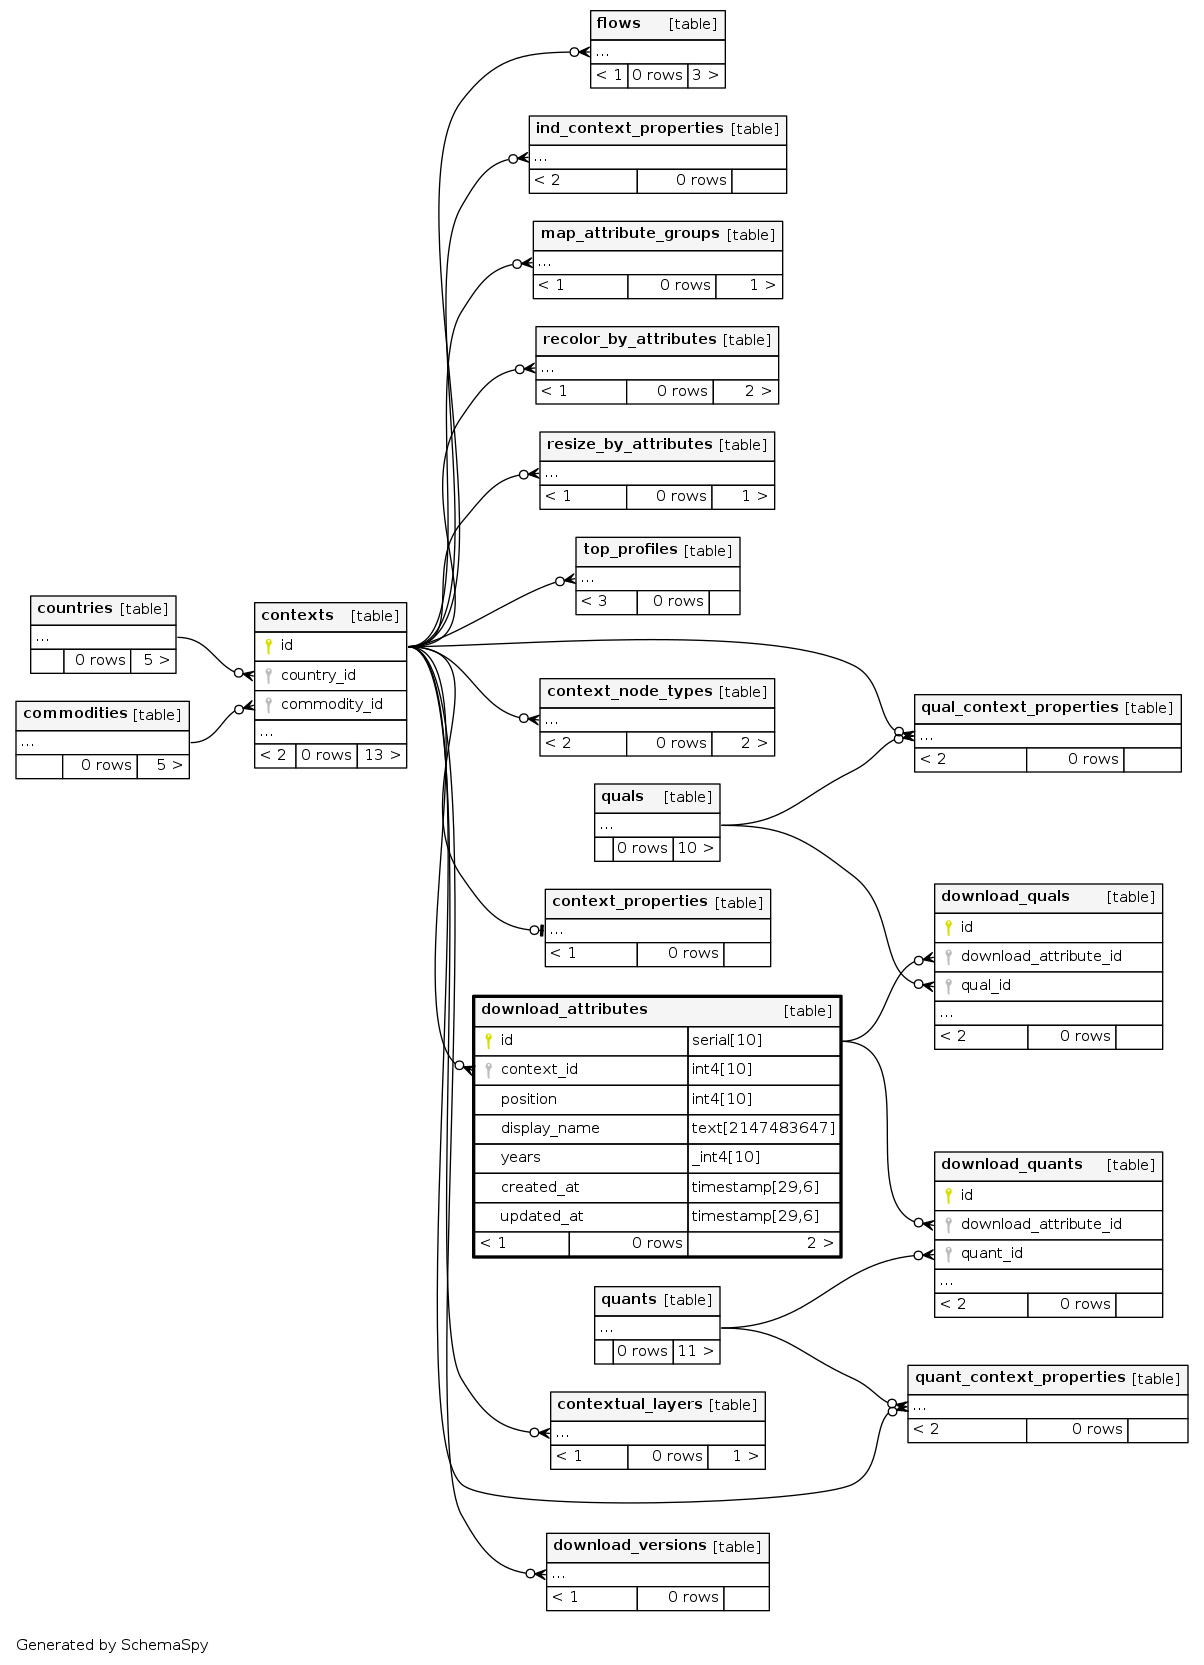 flows [table]
...
< 1 0 rows 3 >
ind_context_properties [table]
...
< 2 0 rows
map_attribute_groups [table]
...
< 1 0 rows 1 >
recolor_by_attributes [table]
...
< 1 0 rows 2 >
resize_by_attributes [table]
...
< 1 0 rows 1 >
top_profiles [table]
...
< 3 0 rows
countries [table]
...
0 rows 5 >
commodities [table]
...
0 rows 5 >
contexts [table]
id
country_id
commodity_id
...
< 2 0 rows 13 >
context_node_types [table]
...
< 2 0 rows 2 >
qual_context_properties [table]
...
< 2 0 rows
quals [table]
...
0 rows 10 >
context_properties [table]
...
< 1 0 rows
download_quals [table]
id
download_attribute_id
qual_id
...
< 2 0 rows
download_attributes [table]
id serial[10]
context_id int4[10]
position int4[10]
display_name text[2147483647]
years _int4[10]
created_at timestamp[29,6]
updated_at timestamp[29,6]
< 1 0 rows 2 >
download_quants [table]
id
download_attribute_id
quant_id
...
< 2 0 rows
quants [table]
...
0 rows 11 >
quant_context_properties [table]
...
< 2 0 rows
contextual_layers [table]
...
< 1 0 rows 1 >
download_versions [table]
...
< 1 0 rows
Generated by SchemaSpy